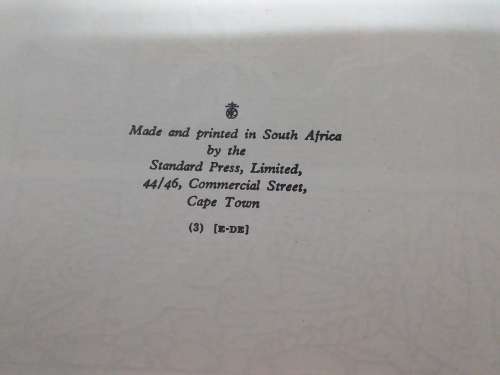 Made and printed in South Africa
by the
Standard Press, Limited,
44/46, Commercial Street,
Cape Town
(3) [E-DE]